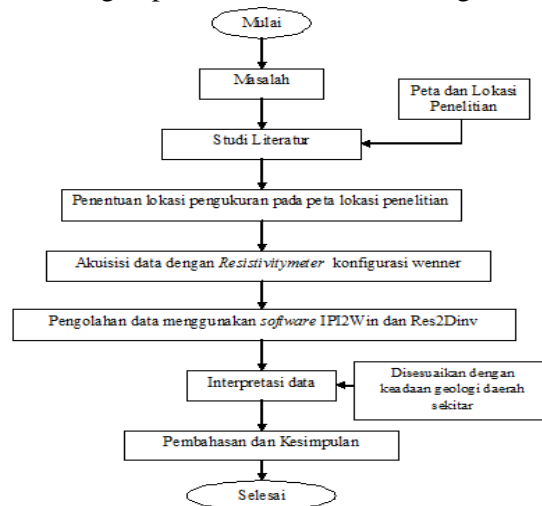 Mulai
Masalah
Peta dan Lokasi
Penelitian
Studi Literatur
Penentuan lokasi pengukuran pada peta lokasi penelitian
Akuisisi data dengan Resistivitymeter konfigurasi wenner
Pengolahan data menggunakan software IPI2Win dan Res2Dinv
Interpretasi data
Disesuaikan dengan
keadaan geologi daerah
sekitar
Pembahasan dan Kesimpulan
Selesai